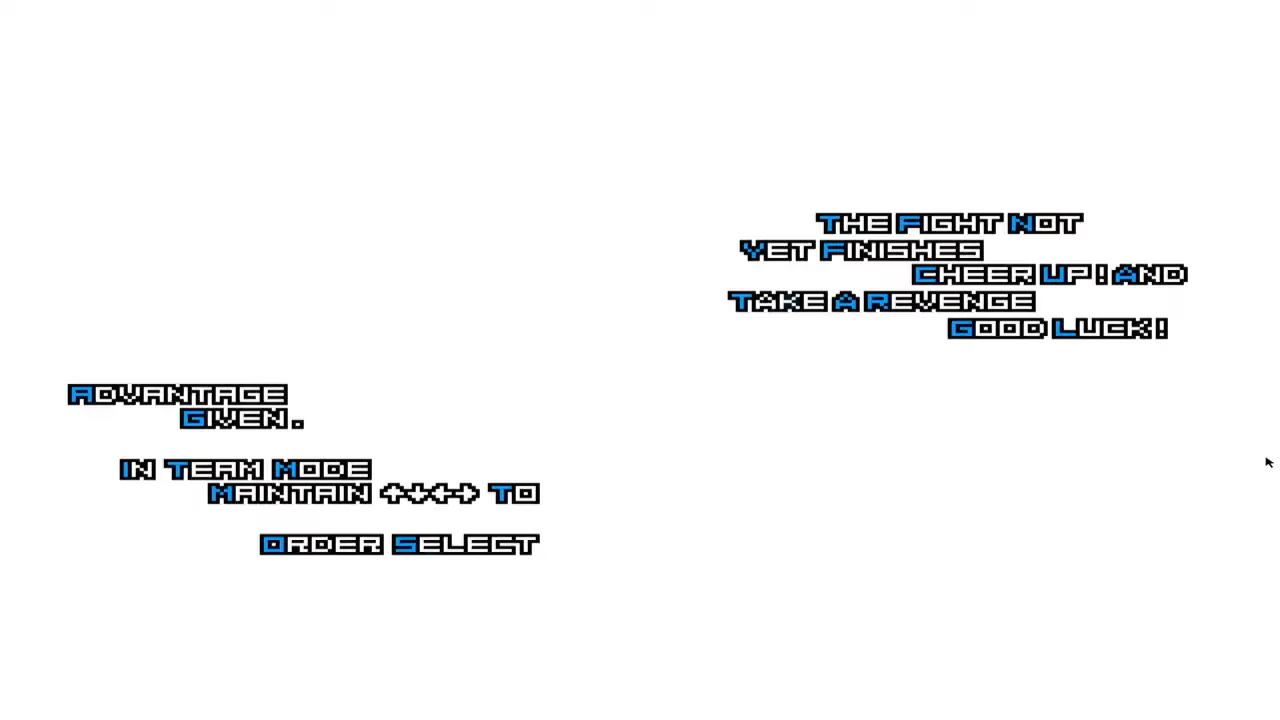 THE FIGHT NOT
YET FINISHES
CHEER UP! AND
TAKE A REVENGE
GOOD LUCK!
ADVANTAGE
GIVEN.
IN TEAM MODE
MAINTAIN ↑↓←→ TO
ORDER SELECT